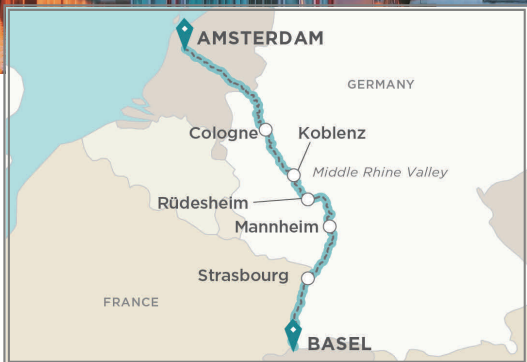 AMSTERDAM
GERMANY
Cologne
Koblenz
Middle Rhine Valley
Rüdesheim
Mannheim
Strasbourg
FRANCE
BASEL